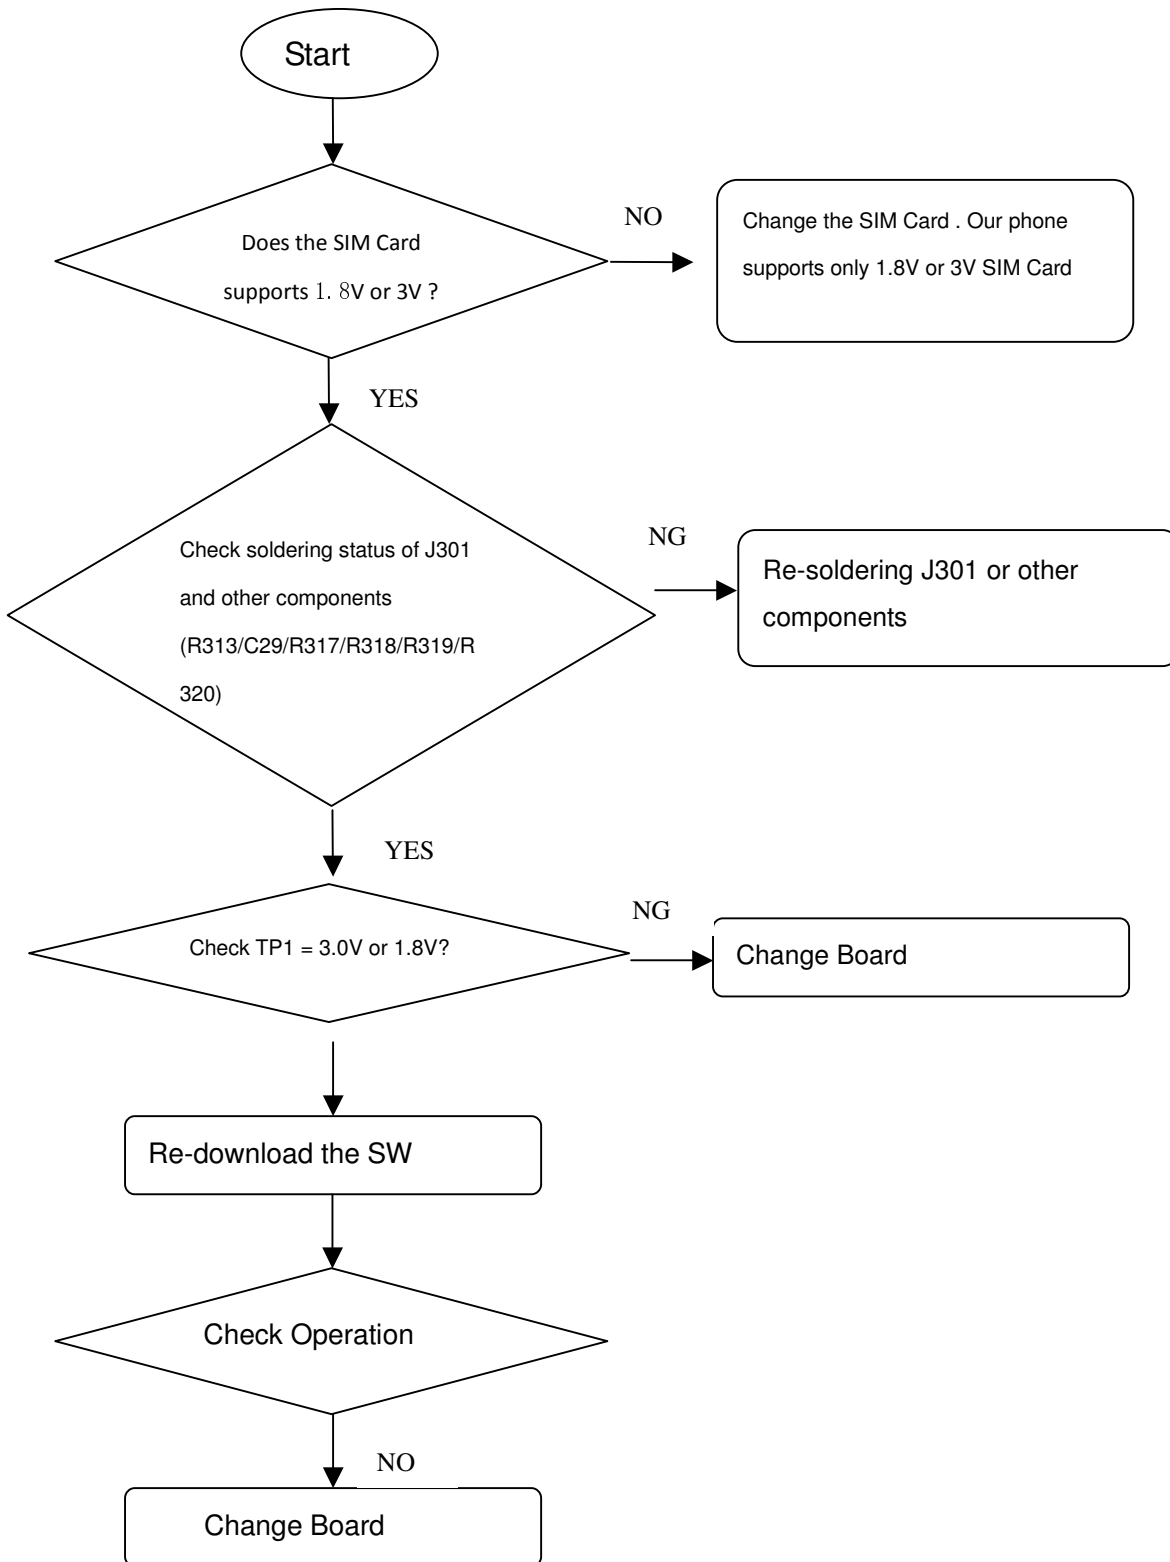 Start
Does the SIM Card
supports 1.8V or 3V ?
NO
Change the SIM Card . Our phone
supports only 1.8V or 3V SIM Card
YES
Check soldering status of J301
and other components
(R313/C29/R317/R318/R319/R
320)
NG
Re-soldering J301 or other
components
YES
Check TP1 = 3.0V or 1.8V?
NG
Change Board
Re-download the SW
Check Operation
NO
Change Board